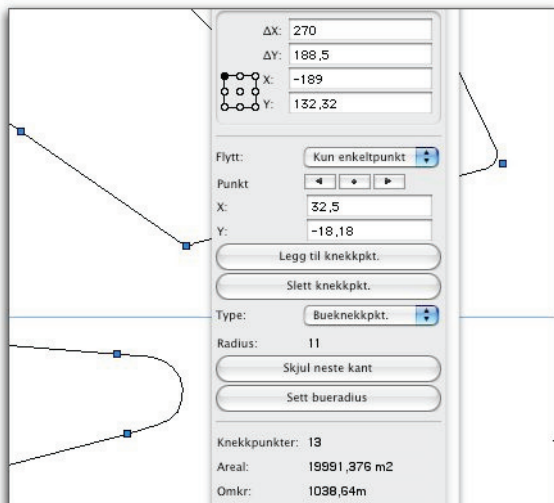 ΔX: 270
ΔY: 188,5
X: -189
Y: 132,32
Flytt: Kun enkeltpunkt
Punkt
X: 32,5
Y: -18,18
Legg til knekkpkt.
Slett knekkpkt.
Type: Bueknekkpkt.
Radius: 11
Skjul neste kant
Sett bueradius
Knekkpunkter: 13
Areal: 19991,376 m2
Omkr: 1038,64m